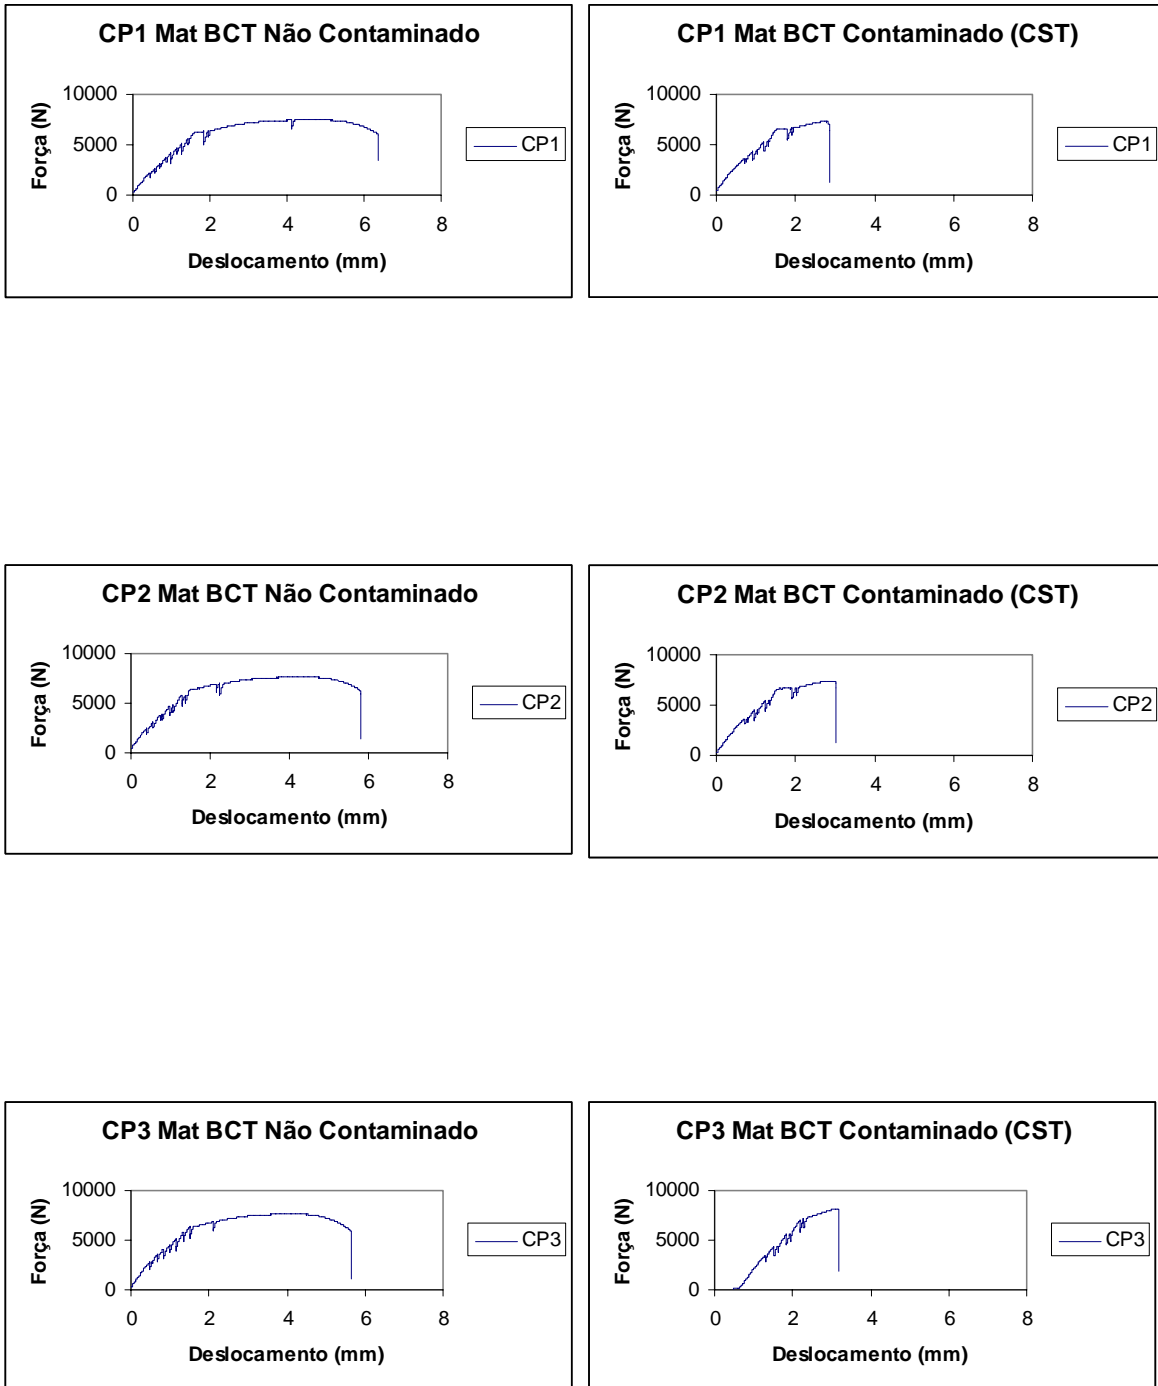 CP1 Mat BCT Não Contaminado
Força (N)
10000
5000
0
0 2 4 6 8
Deslocamento (mm)
CP1
CP1 Mat BCT Contaminado (CST)
Força (N)
10000
5000
0
0 2 4 6 8
Deslocamento (mm)
CP1
CP2 Mat BCT Não Contaminado
Força (N)
10000
5000
0
0 2 4 6 8
Deslocamento (mm)
CP2
CP2 Mat BCT Contaminado (CST)
Força (N)
10000
5000
0
0 2 4 6 8
Deslocamento (mm)
CP2
CP3 Mat BCT Não Contaminado
Força (N)
10000
5000
0
0 2 4 6 8
Deslocamento (mm)
CP3
CP3 Mat BCT Contaminado (CST)
Força (N)
10000
5000
0
0 2 4 6 8
Deslocamento (mm)
CP3